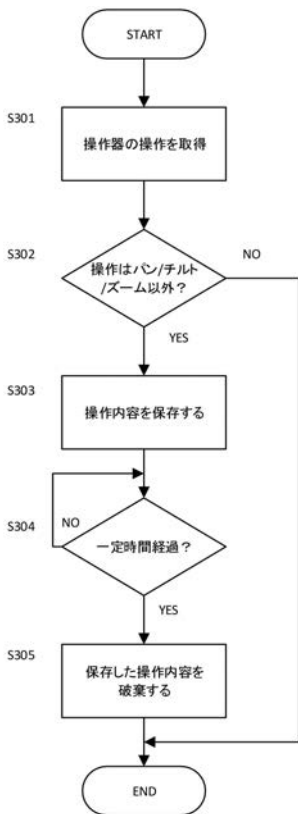 START
S301
操作器の操作を取得
S302
操作はパン/チルト
/ズーム以外？
NO
YES
S303
操作内容を保存する
S304
NO
一定時間経過？
YES
S305
保存した操作内容を
破棄する
END